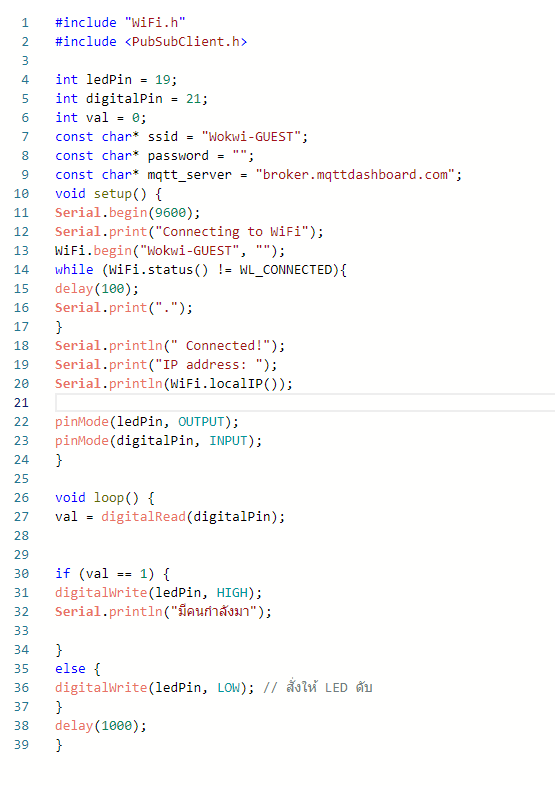 1 #include "WiFi.h"
2 #include <PubSubClient.h>
3
4 int ledPin = 19;
5 int digitalPin = 21;
6 int val = 0;
7 const char* ssid = "Wokwi-GUEST";
8 const char* password = "";
9 const char* mqtt_server = "broker.mqttdashboard.com";
10 void setup() {
11 Serial.begin(9600);
12 Serial.print("Connecting to WiFi");
13 WiFi.begin("Wokwi-GUEST", "");
14 while (WiFi.status() != WL_CONNECTED){
15 delay(100);
16 Serial.print(".");
17 }
18 Serial.println(" Connected!");
19 Serial.print("IP address: ");
20 Serial.println(WiFi.localIP());
21
22 pinMode(ledPin, OUTPUT);
23 pinMode(digitalPin, INPUT);
24 }
25
26 void loop() {
27 val = digitalRead(digitalPin);
28
29
30 if (val == 1) {
31 digitalWrite(ledPin, HIGH);
32 Serial.println("มีคนกำลังมา");
33
34 }
35 else {
36 digitalWrite(ledPin, LOW); // สั่งให้ LED ดับ
37 }
38 delay(1000);
39 }